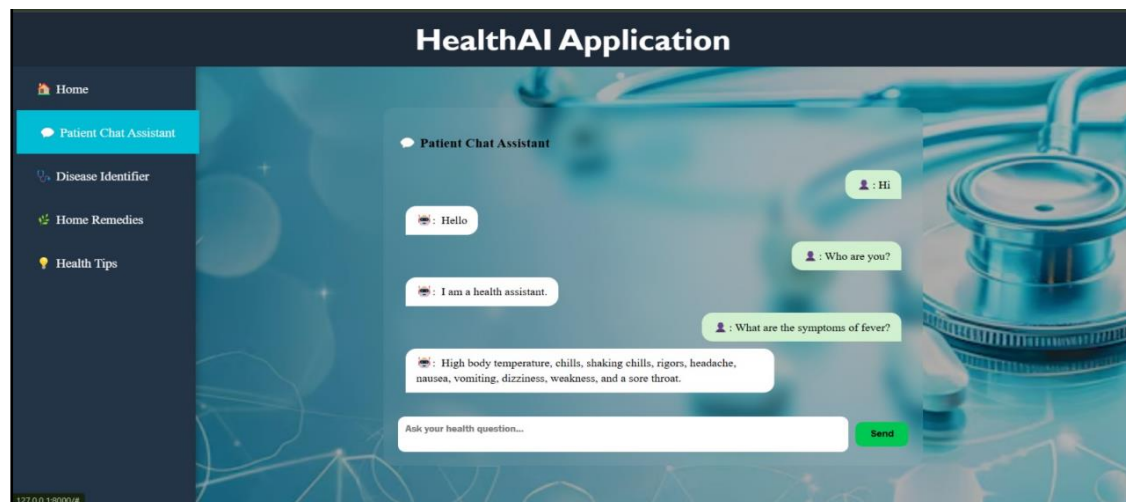 HealthAI Application
Home
Patient Chat Assistant
Disease Identifier
Home Remedies
Health Tips
Patient Chat Assistant
: Hi
: Hello
: Who are you?
: I am a health assistant.
: What are the symptoms of fever?
: High body temperature, chills, shaking chills, rigors, headache,
nausea, vomiting, dizziness, weakness, and a sore throat.
Ask your health question...
Send
127.0.0.1:8000/#